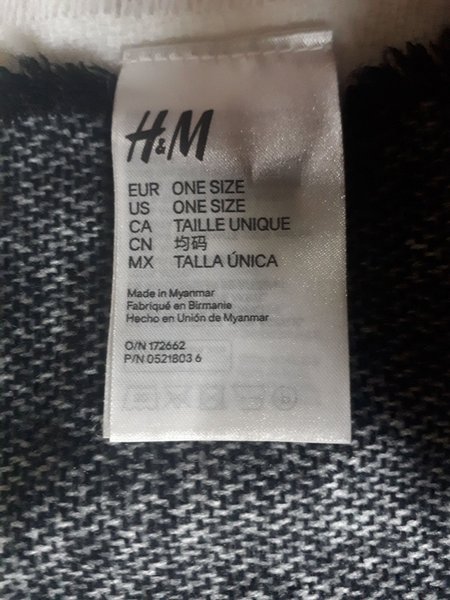 H&M
EUR ONE SIZE
US ONE SIZE
CA TAILLE UNIQUE
CN 均码
MX TALLA ÚNICA
Made in Myanmar
Fabriqué en Birmanie
Hecho en Unión de Myanmar
O/N 172662
P/N 0521803 6